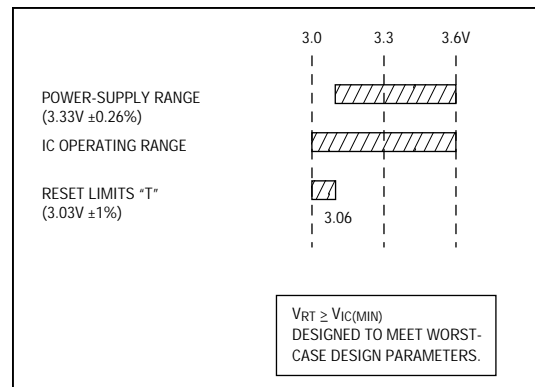 3.0 3.3 3.6V
POWER-SUPPLY RANGE
(3.33V ±0.26%)
IC OPERATING RANGE
RESET LIMITS “T”
(3.03V ±1%)
3.06
VRT ≥ VIC(MIN)
DESIGNED TO MEET WORST-
CASE DESIGN PARAMETERS.